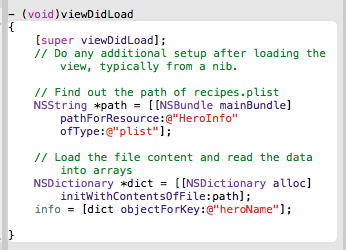 - (void)viewDidLoad
{
[super viewDidLoad];
// Do any additional setup after loading the
view, typically from a nib.
// Find out the path of recipes.plist
NSString *path = [[NSBundle mainBundle]
pathForResource:@"HeroInfo"
ofType:@"plist"];
// Load the file content and read the data
into arrays
NSDictionary *dict = [[NSDictionary alloc]
initWithContentsOfFile:path];
info = [dict objectForKey:@"heroName"];
}